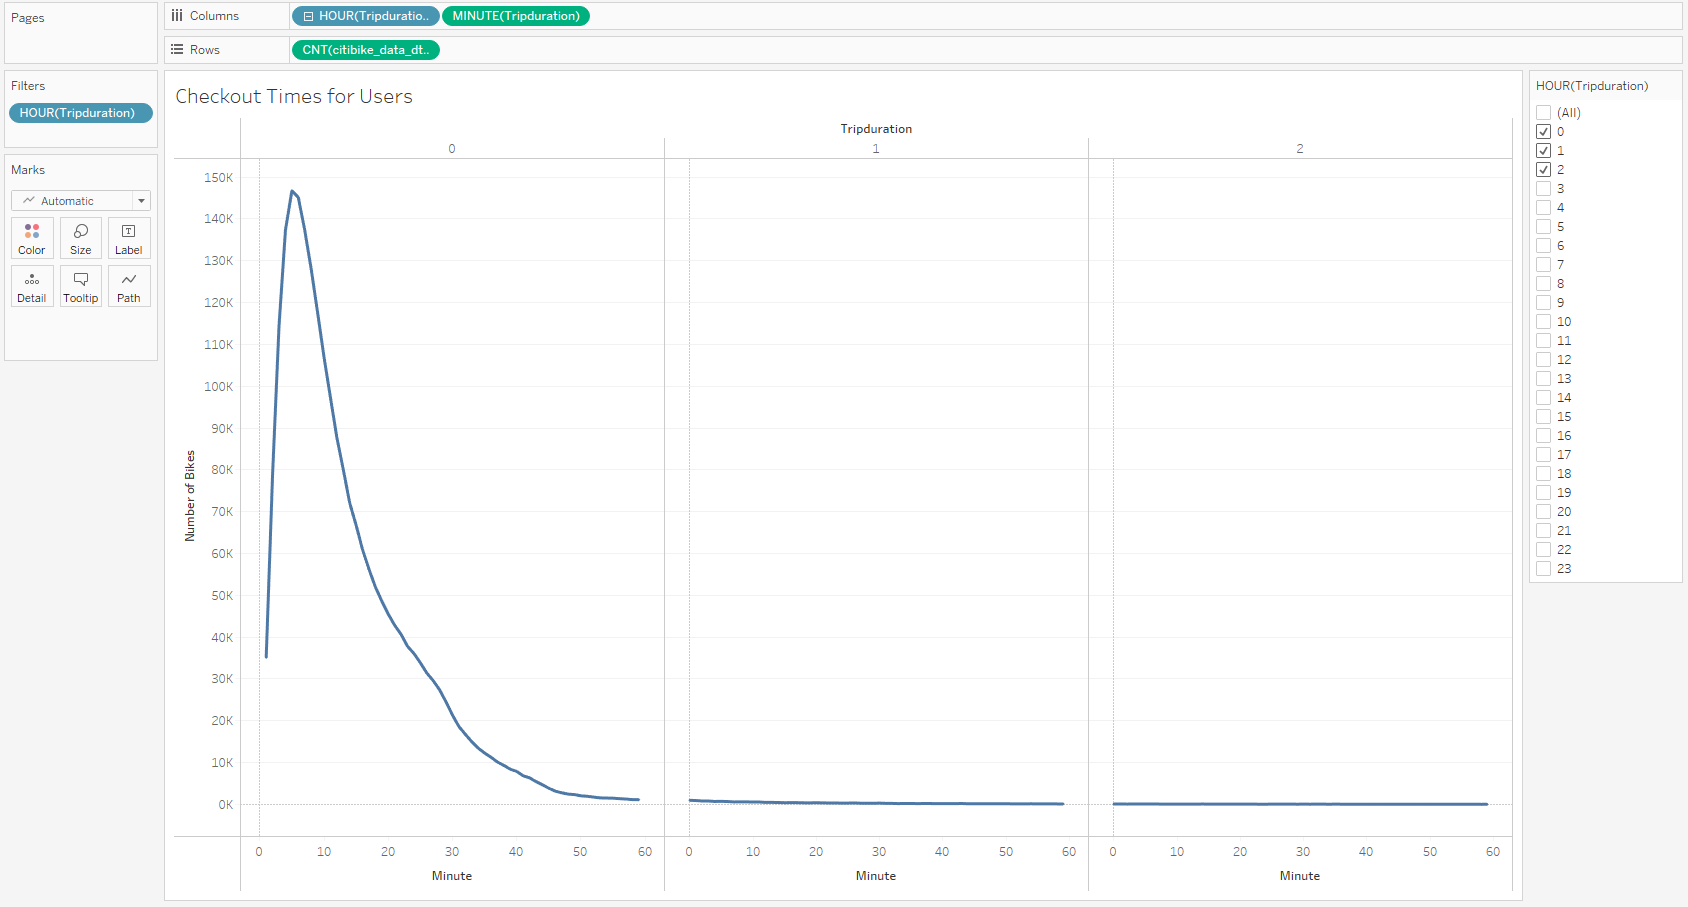 Pages
Columns
HOUR(Tripduratio..
MINUTE(Tripduration)
Rows
CNT(citibike_data_dt..
Filters
HOUR(Tripduration)
Marks
Automatic
Color Size Label
Detail Tooltip Path
Checkout Times for Users
Tripduration
0 1 2
150K
140K
130K
120K
110K
100K
90K
80K
70K
60K
50K
40K
30K
20K
10K
0K
Number of Bikes
0 10 20 30 40 50 60 0 10 20 30 40 50 60 0 10 20 30 40 50 60
Minute Minute Minute
HOUR(Tripduration)
(All)
0
1
2
3
4
5
6
7
8
9
10
11
12
13
14
15
16
17
18
19
20
21
22
23